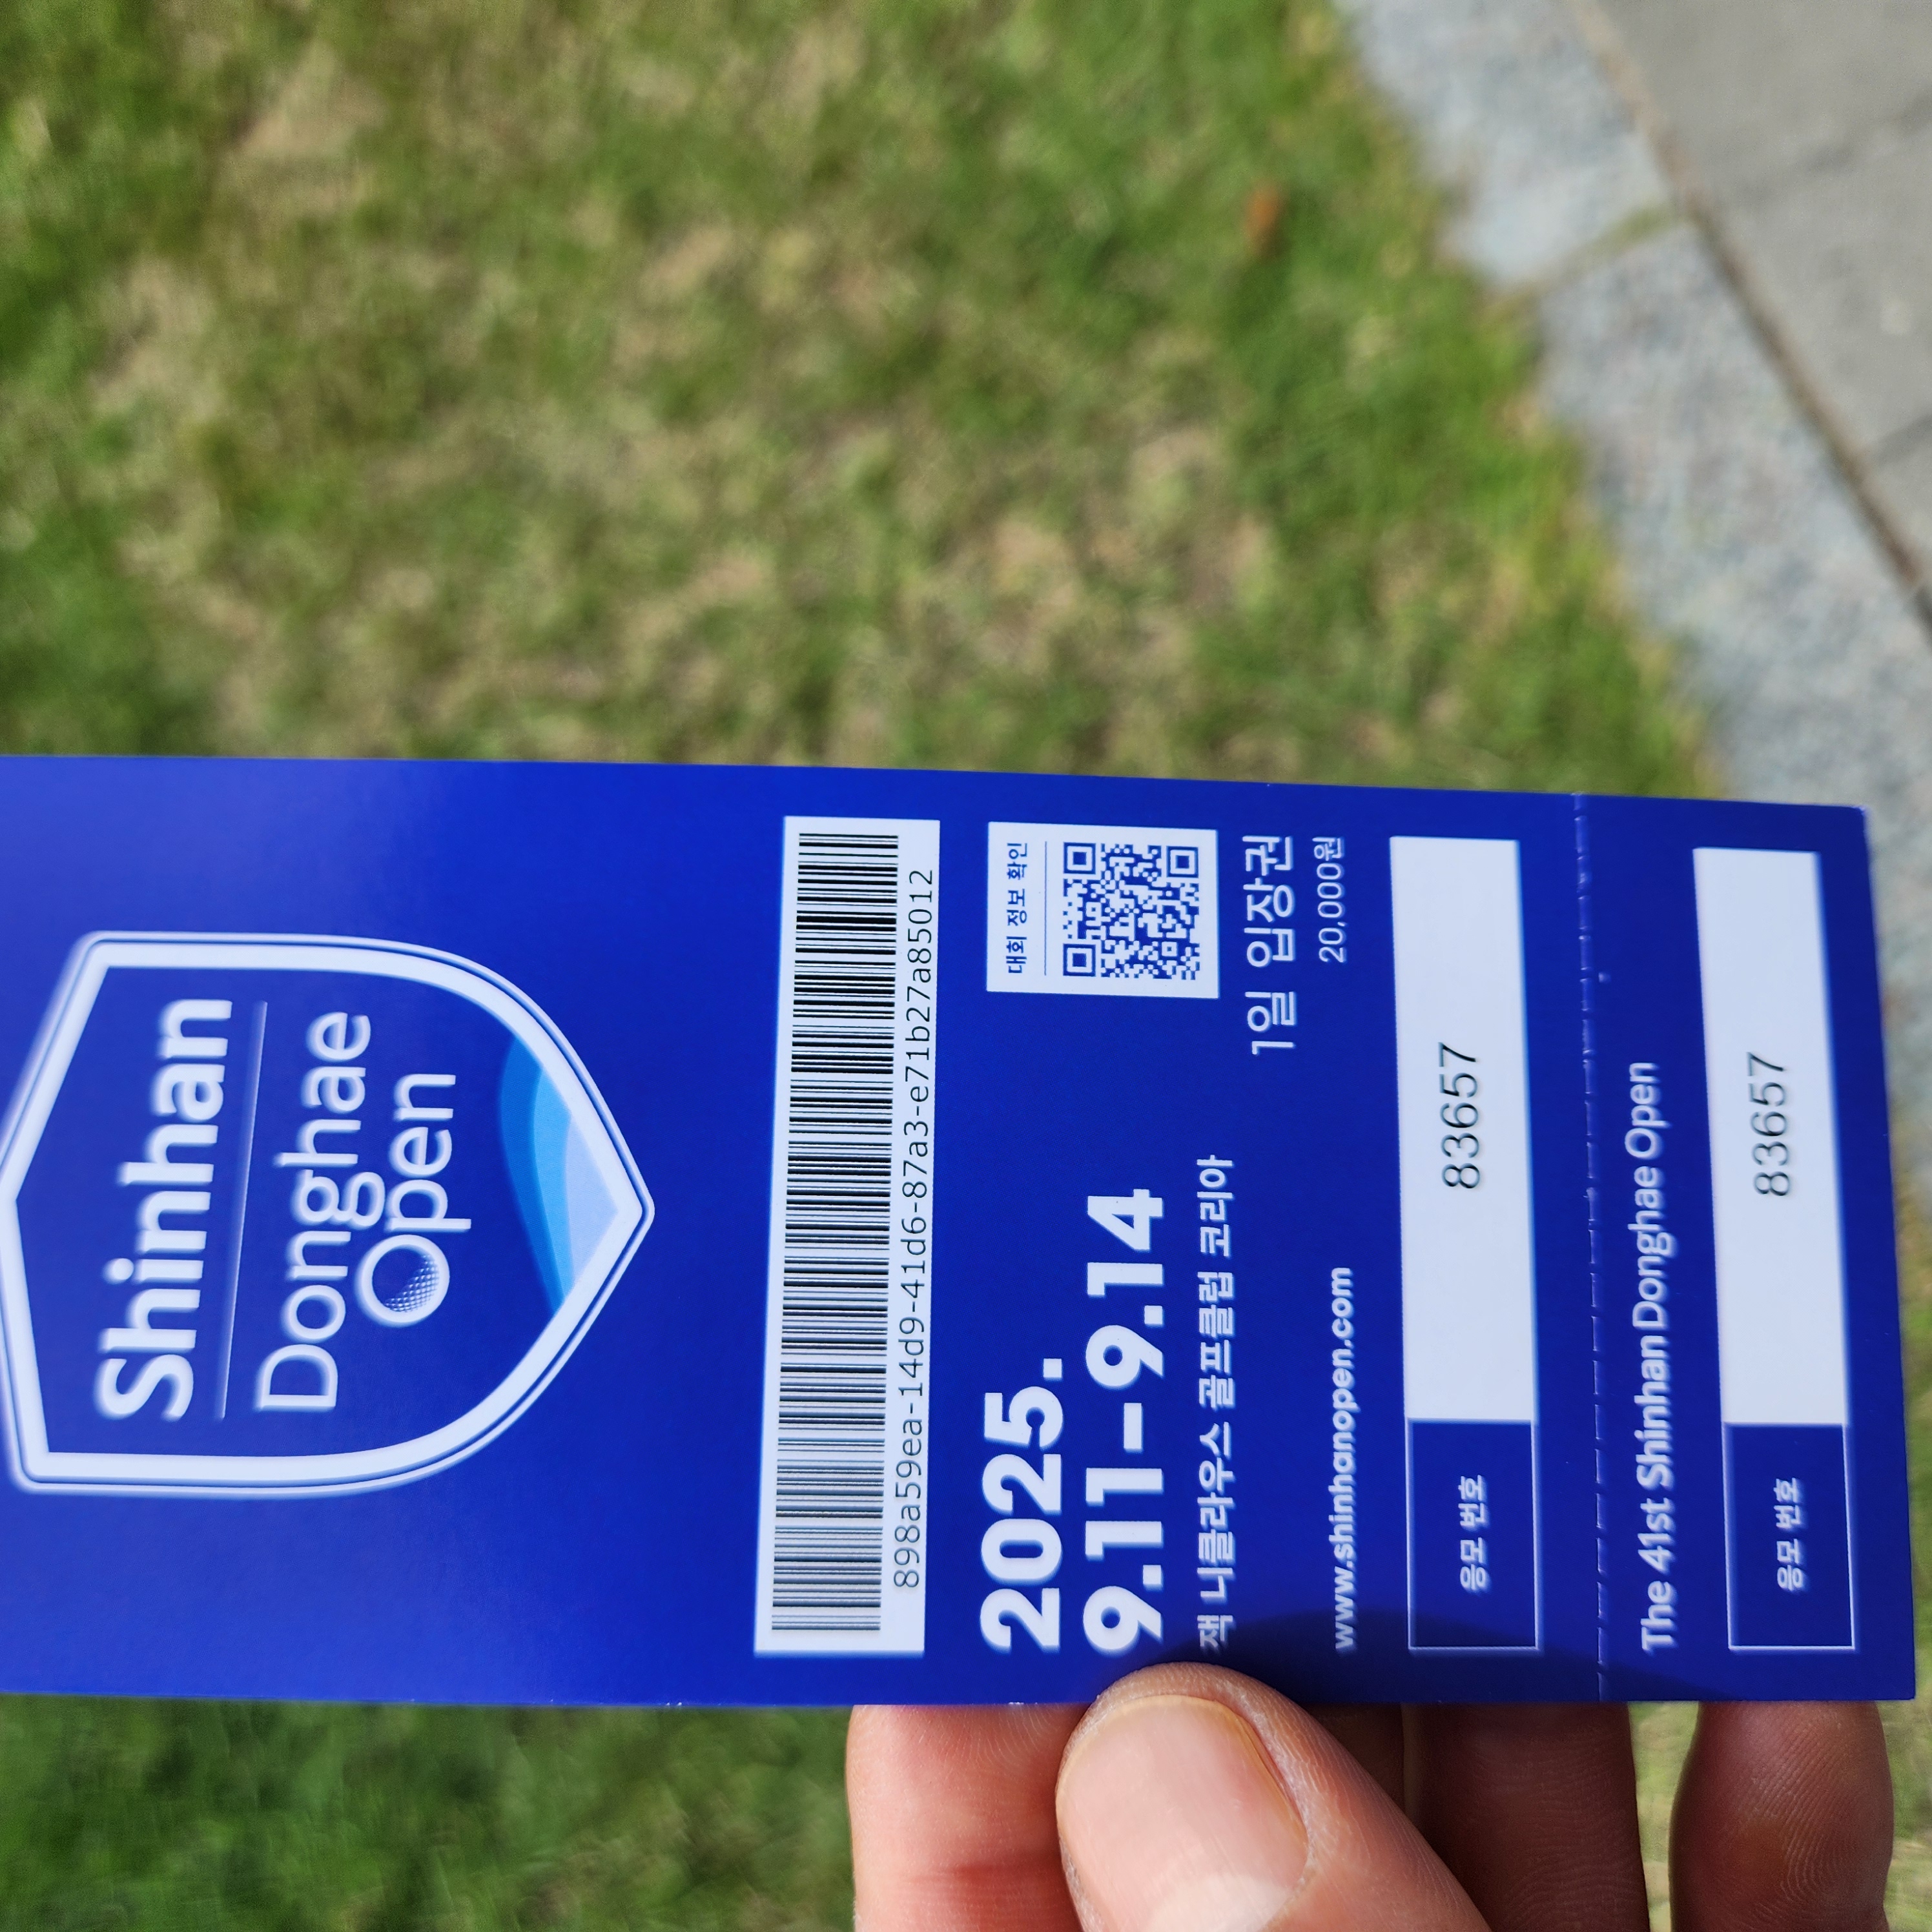 Shinhan
Donghae
Open
898a59ea-14d9-41d6-87a3-e71b27a85012
2025.
9.11-9.14
대회 정보 확인
잭 니클라우스 골프클럽 코리아
1일 입장권
www.shinhanopen.com
20,000원
응모 번호
83657
The 41st Shinhan Donghae Open
응모 번호
83657